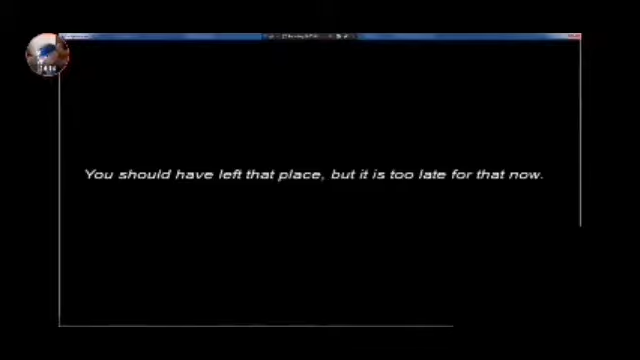 You should have left that place, but it is too late for that now.